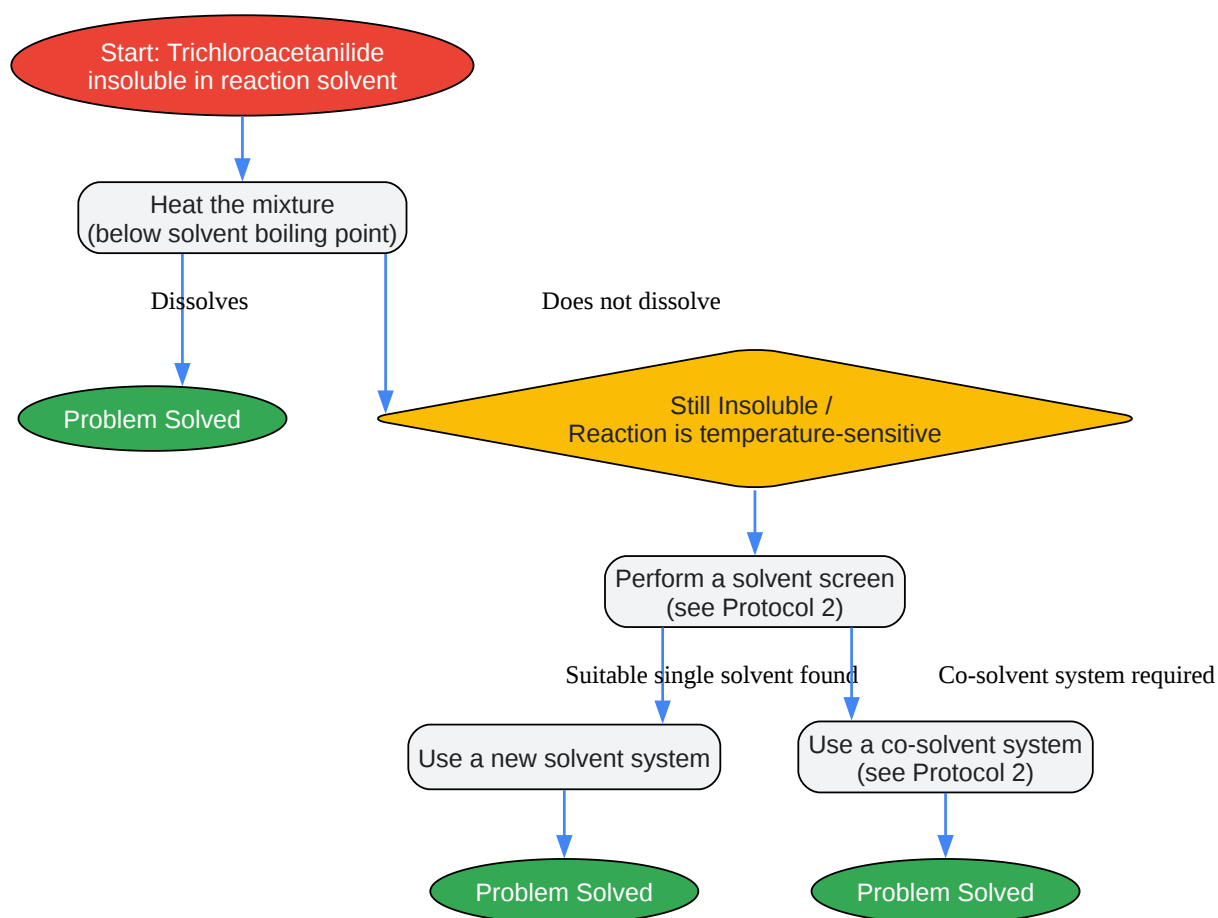 Start: Trichloroacetanilide
insoluble in reaction solvent
Heat the mixture
(below solvent boiling point)
Dissolves
Does not dissolve
Problem Solved
Still Insoluble /
Reaction is temperature-sensitive
Perform a solvent screen
(see Protocol 2)
Suitable single solvent found
Co-solvent system required
Use a new solvent system
Use a co-solvent system
(see Protocol 2)
Problem Solved
Problem Solved